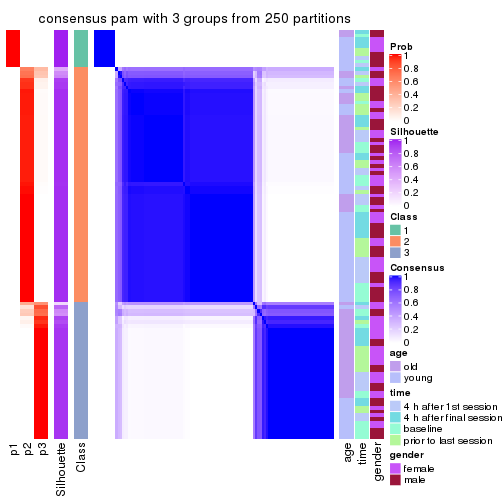 consensus pam with 3 groups from 250 partitions
p1
p2
p3
Silhouette
Class
age
time
gender
Prob
1
0.8
0.6
0.4
0.2
0
Silhouette
1
0.8
0.6
0.4
0.2
0
Class
1
2
3
Consensus
1
0.8
0.6
0.4
0.2
0
age
old
young
time
4 h after 1st session
4 h after final session
baseline
prior to last session
gender
female
male